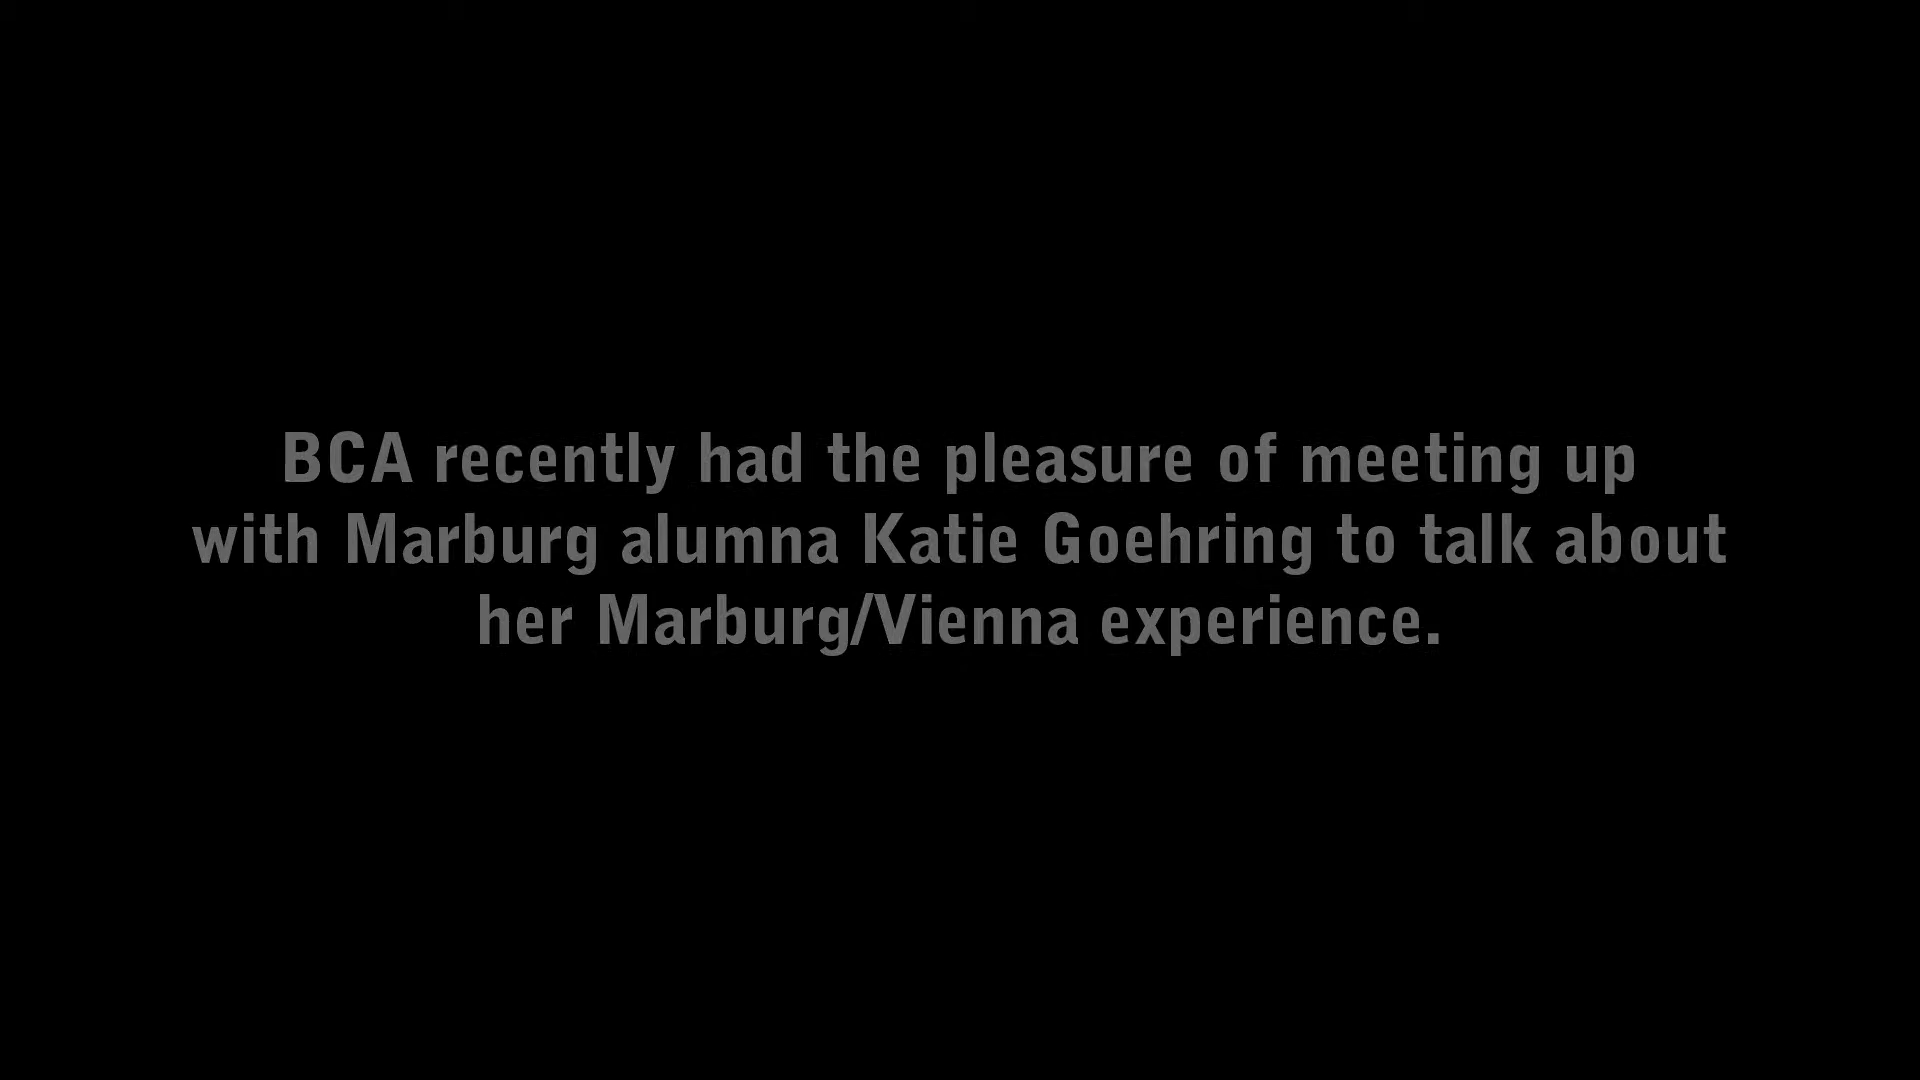 BCA recently had the pleasure of meeting up
with Marburg alumna Katie Goehring to talk about
her Marburg/Vienna experience.